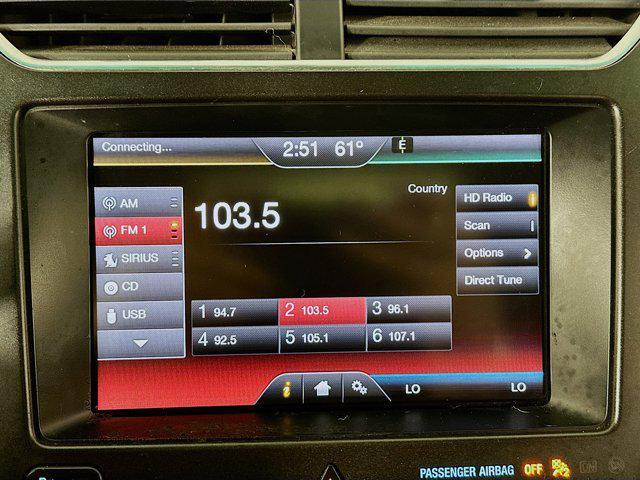 Connecting...
2:51 61° E
Country
AM
103.5
HD Radio
FM 1
Scan
SIRIUS
Options
CD
Direct Tune
USB
1 94.7 2 103.5 3 96.1
4 92.5 5 105.1 6 107.1
i
LO LO
PASSENGER AIRBAG OFF ON